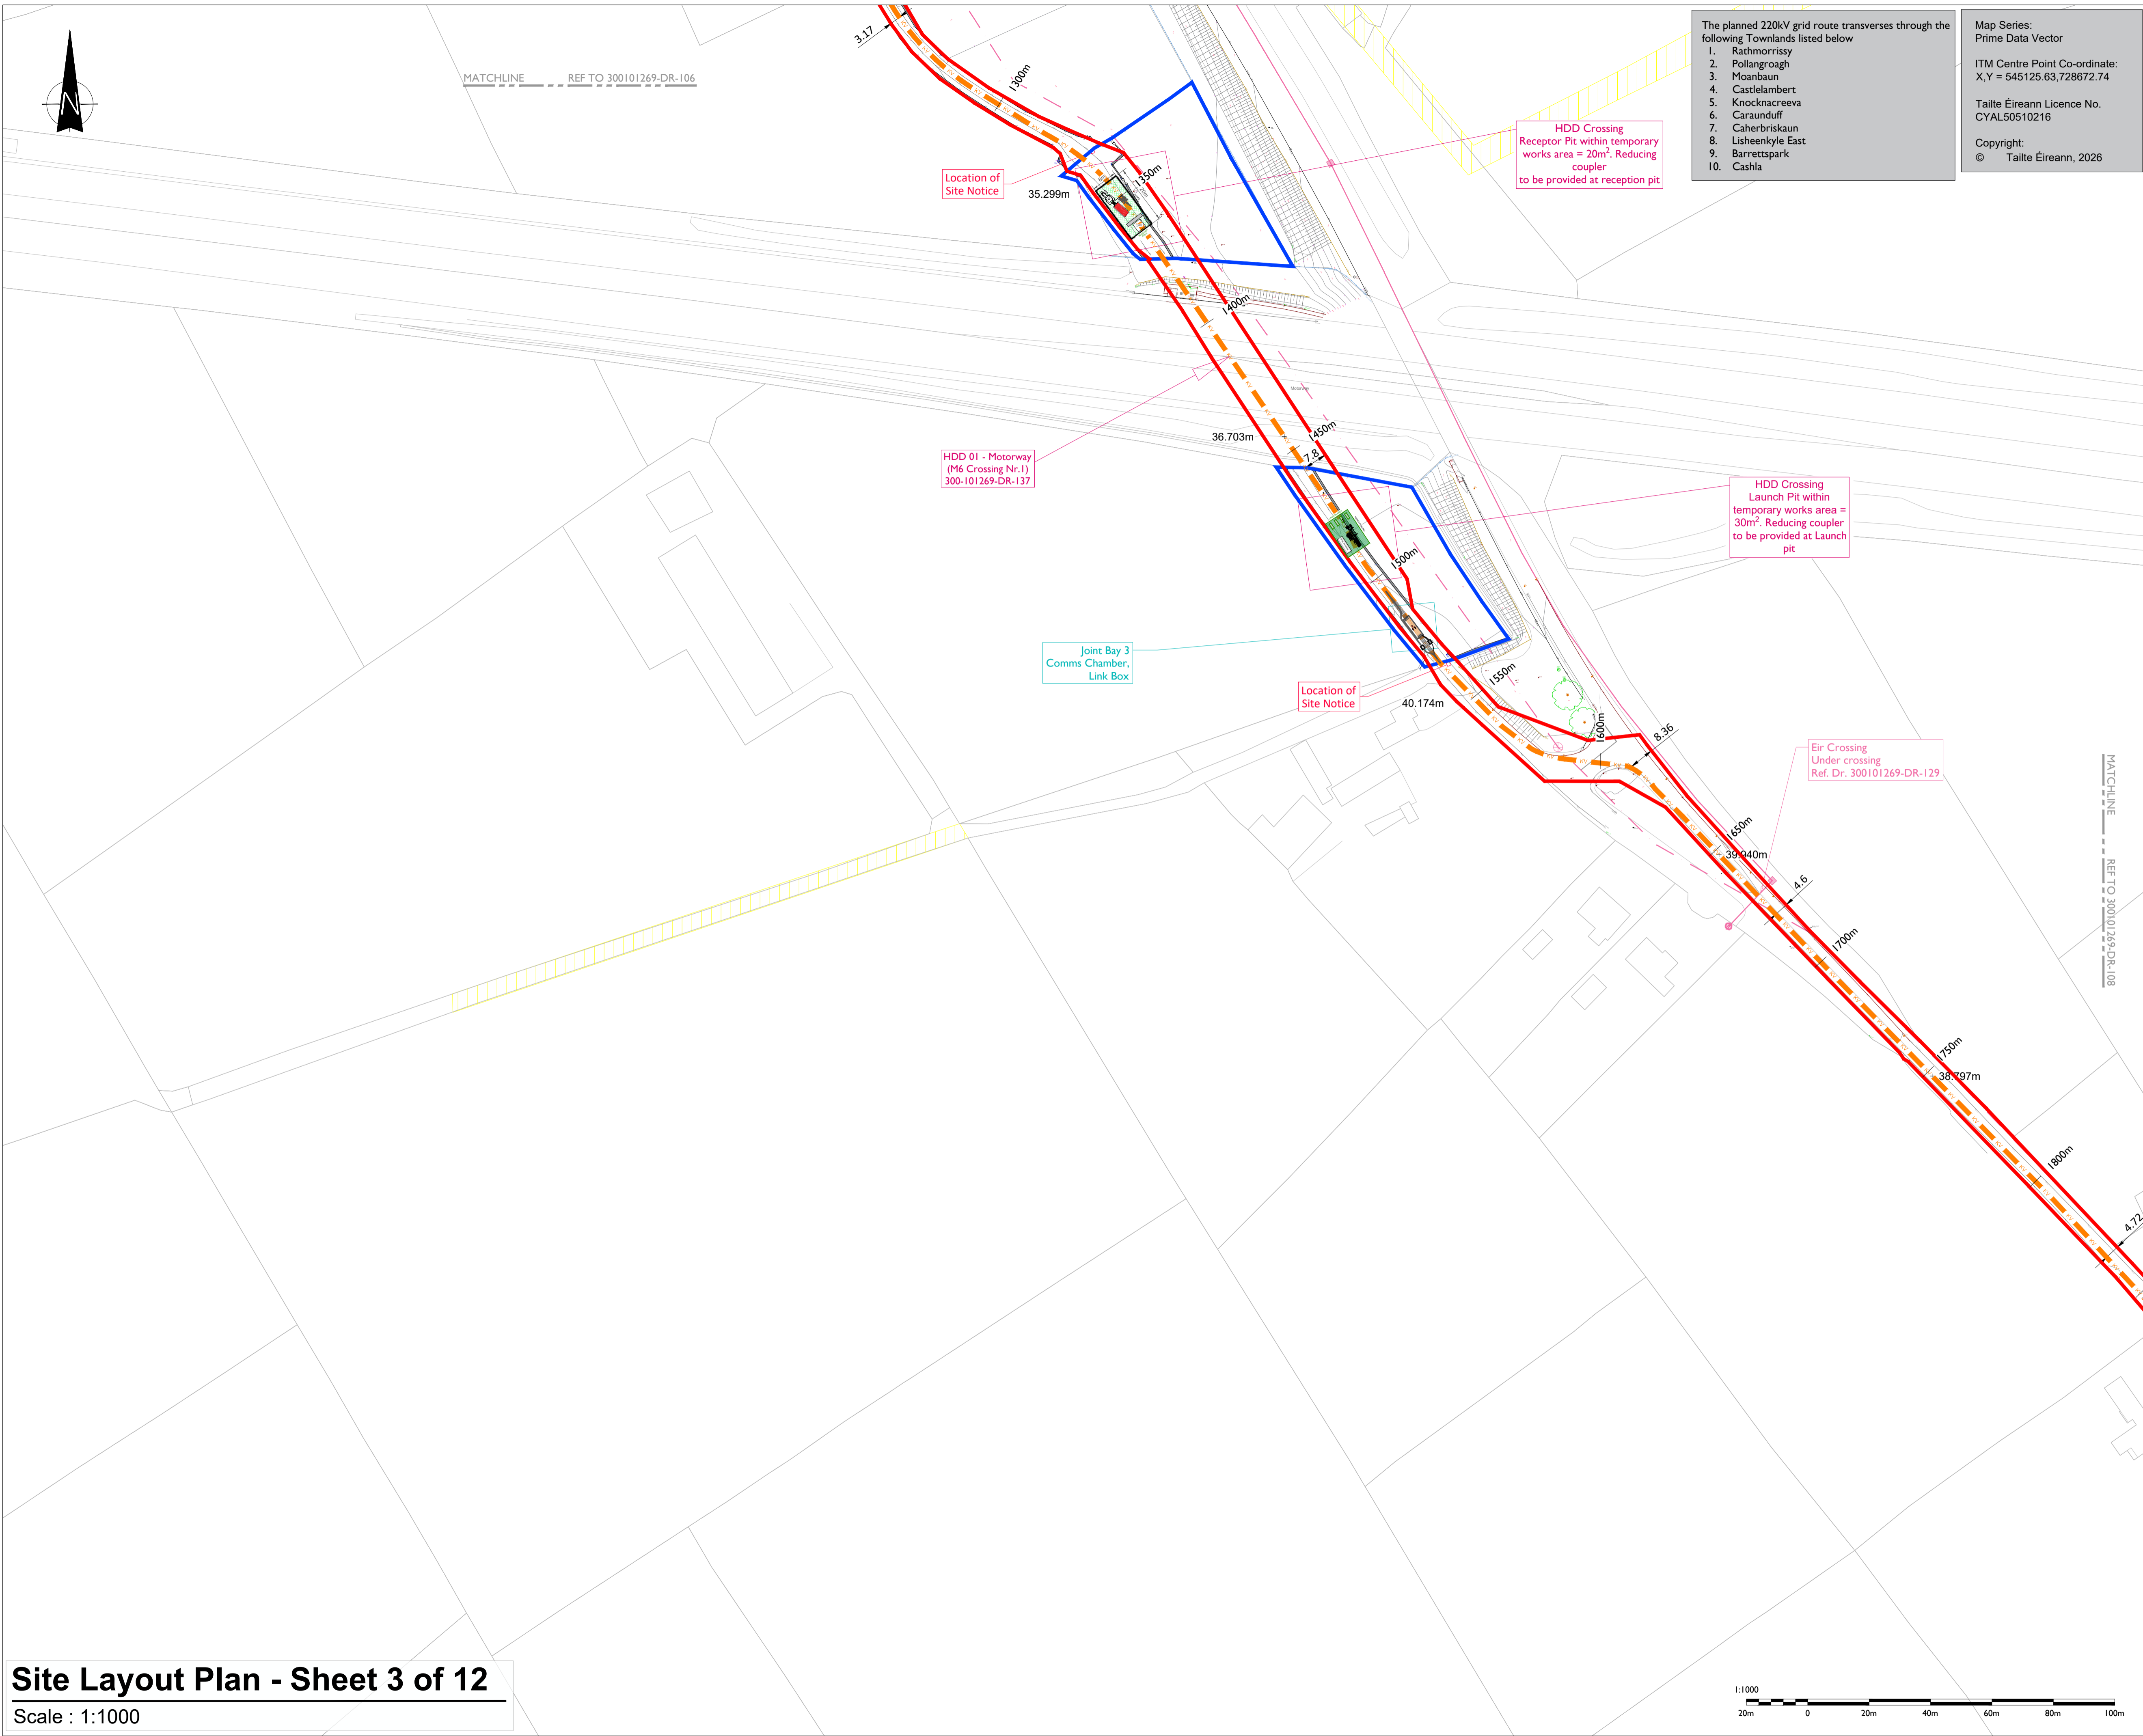 The planned 220kV grid route transverses through the
following Townlands listed below
1. Rathmorrissy
2. Pollangroagh
3. Moanbaun
4. Castlelambert
5. Knocknacreeva
6. Caraunduff
7. Caherbriskaun
8. Lisheenkyle East
9. Barrettspark
10. Cashla
Map Series:
Prime Data Vector
ITM Centre Point Co-ordinate:
X,Y = 545125.63,728672.74
Tailte Éireann Licence No.
CYAL50510216
Copyright:
© Tailte Éireann, 2026
N
MATCHLINE REF TO 300101269-DR-106
3.17
1300m
HDD Crossing
Receptor Pit within temporary
works area = 20m². Reducing
coupler
to be provided at reception pit
Location of
Site Notice
1350m
35.299m
1400m
Motorway
36.703m
1450m
7.8
HDD 01 - Motorway
(M6 Crossing Nr.1)
300-101269-DR-137
HDD Crossing
Launch Pit within
temporary works area =
30m². Reducing coupler
to be provided at Launch
pit
1500m
Joint Bay 3
Comms Chamber,
Link Box
1550m
Location of
Site Notice
40.174m
1600m
8.36
Eir Crossing
Under crossing
Ref. Dr. 300101269-DR-129
MATCHLINE REF TO 300101269-DR-108
1650m
39.940m
4.6
1700m
1750m
38.797m
1800m
4.72
Site Layout Plan - Sheet 3 of 12
Scale : 1:1000
1:1000
20m 0 20m 40m 60m 80m 100m